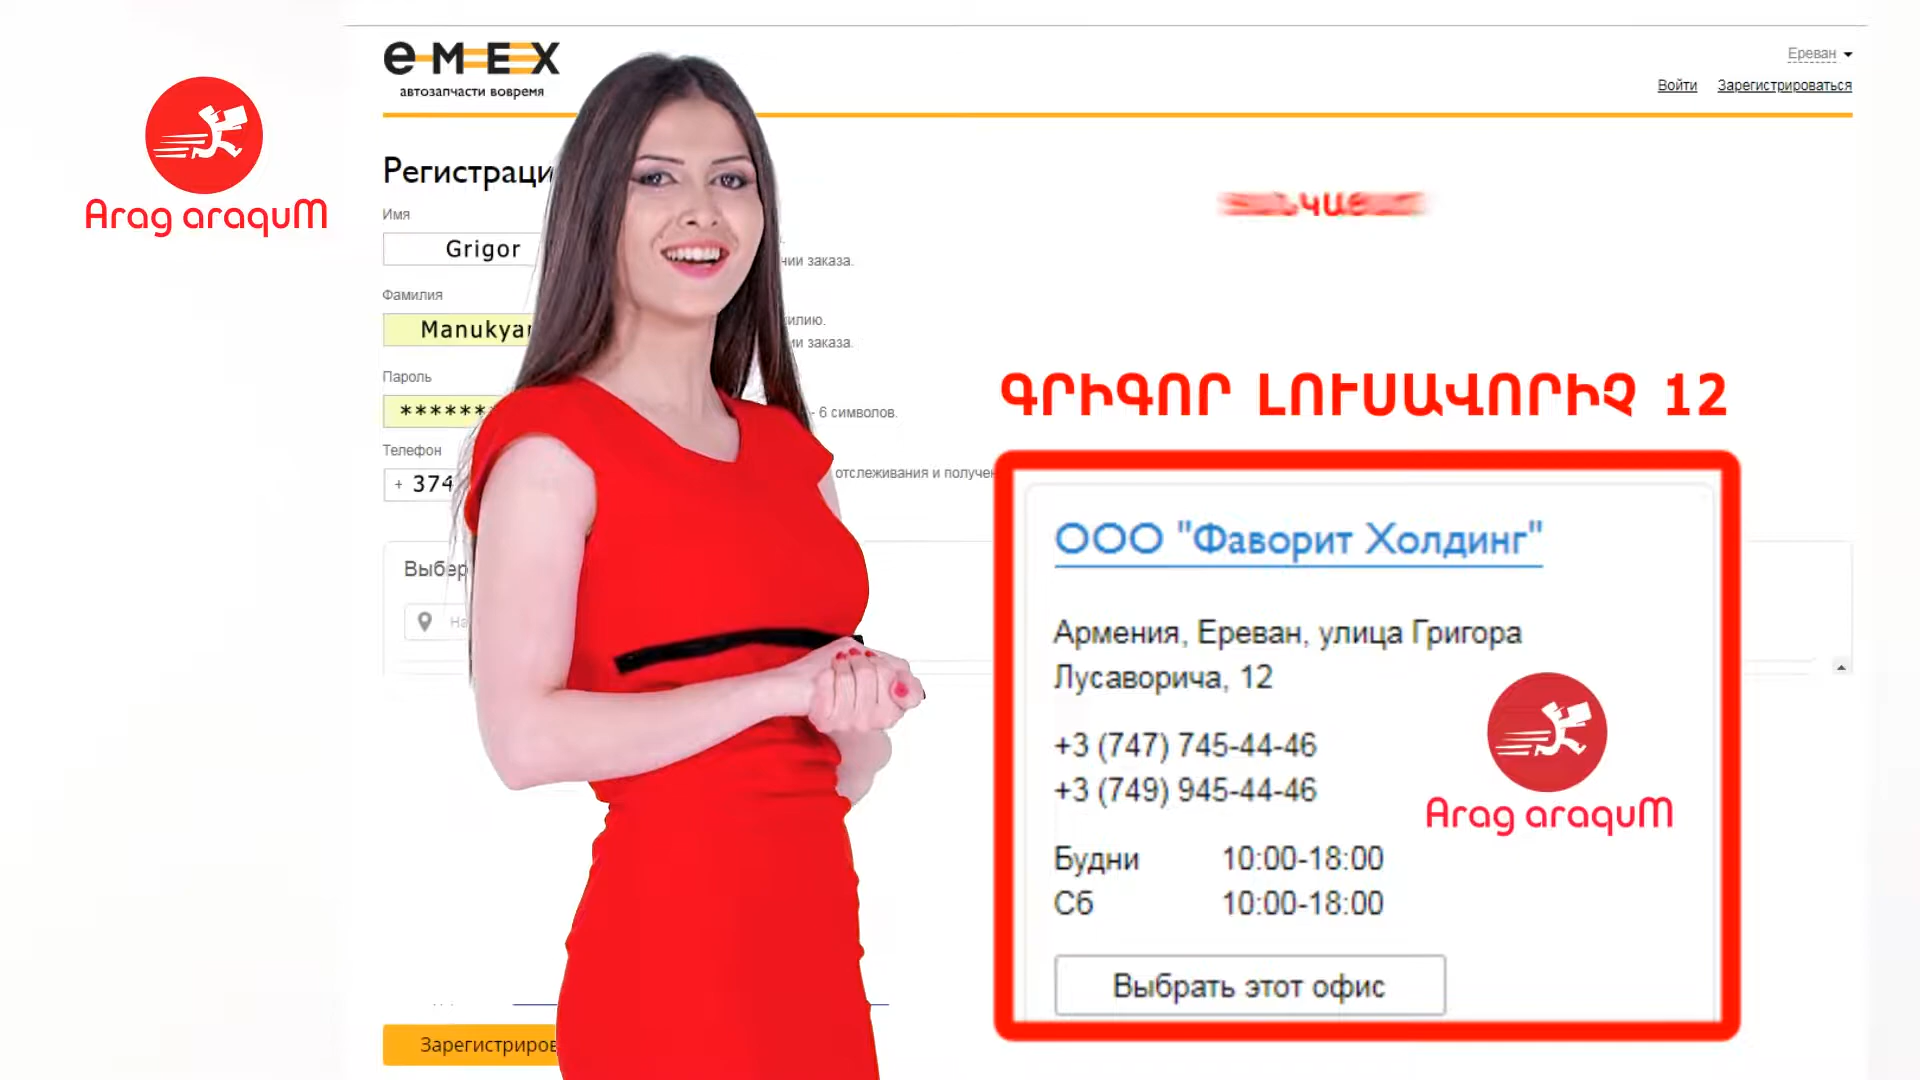 e-M-E-X
автозапчасти вовремя
Ереван
Войти Зарегистрироваться
Arag araquM
Регистраци
Имя
Grigor
нии заказа.
Фамилия
илию.
Manukyan
ии заказа.
Пароль
*******
- 6 символов.
Телефон
+ 374
отслеживания и получен
Выбер
На
Зарегистриров
ԳՐԻԳՈՐ ԼՈՒՍԱՎՈՐԻՉ 12
ООО "Фаворит Холдинг"
Армения, Ереван, улица Григора
Лусаворича, 12
+3 (747) 745-44-46
+3 (749) 945-44-46
Arag araquM
Будни 10:00-18:00
Сб 10:00-18:00
Выбрать этот офис